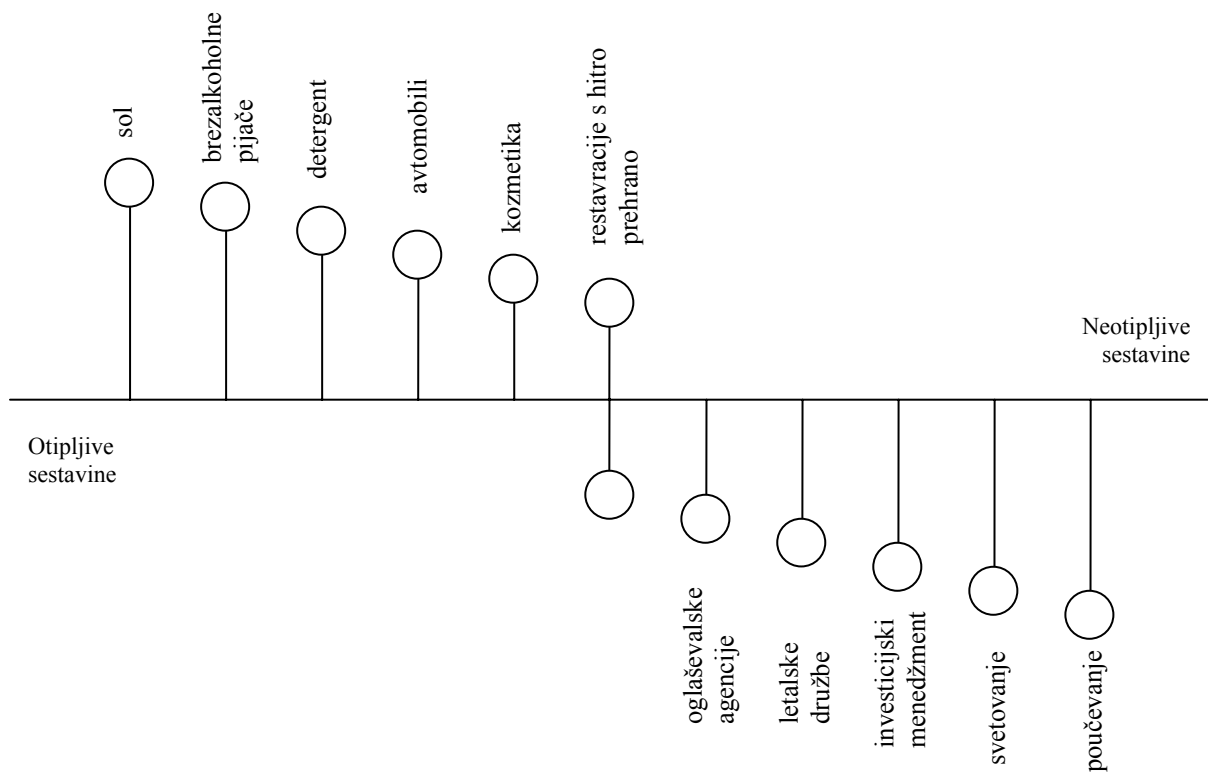 sol
brezalkoholne
pijače
detergent
avtomobili
kozmetika
restavracije s hitro
prehrano
Neotipljive
sestavine
Otipljive
sestavine
oglaševalske
agencije
letalske
družbe
investicijski
menedžment
svetovanje
poučevanje